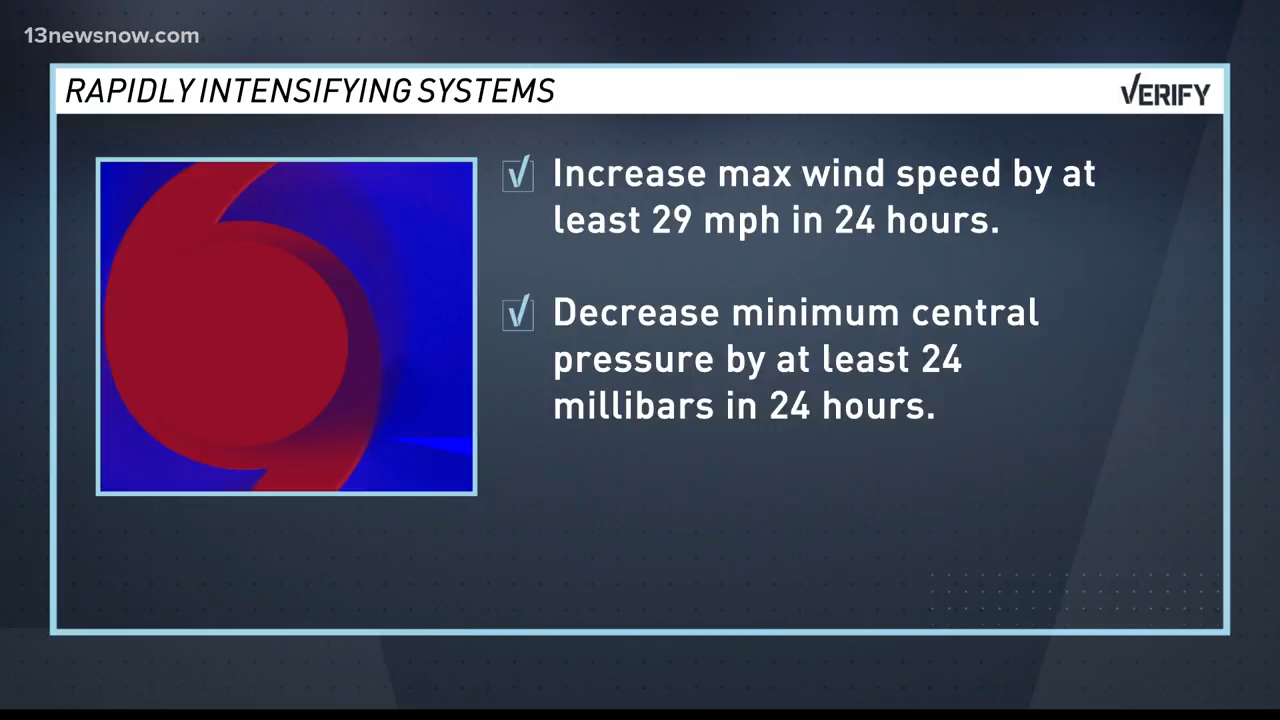 13newsnow.com
RAPIDLY INTENSIFYING SYSTEMS
VERIFY
Increase max wind speed by at
least 29 mph in 24 hours.
Decrease minimum central
pressure by at least 24
millibars in 24 hours.